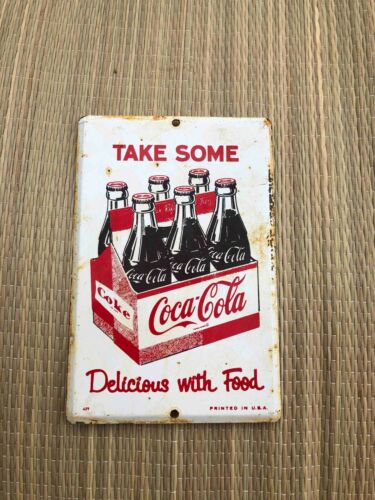 TAKE SOME
Coca-Cola Coca-Cola Coca-Cola
Coke
Coca-Cola
Delicious with Food
PRINTED IN U.S.A.